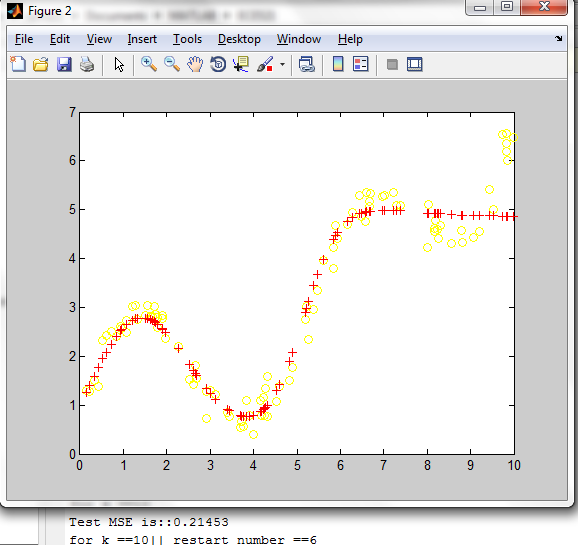 Figure 2
File Edit View Insert Tools Desktop Window Help
7
6
5
4
3
2
1
0
0 1 2 3 4 5 6 7 8 9 10
Test MSE is::0.21453
for k ==10|| restart number ==6